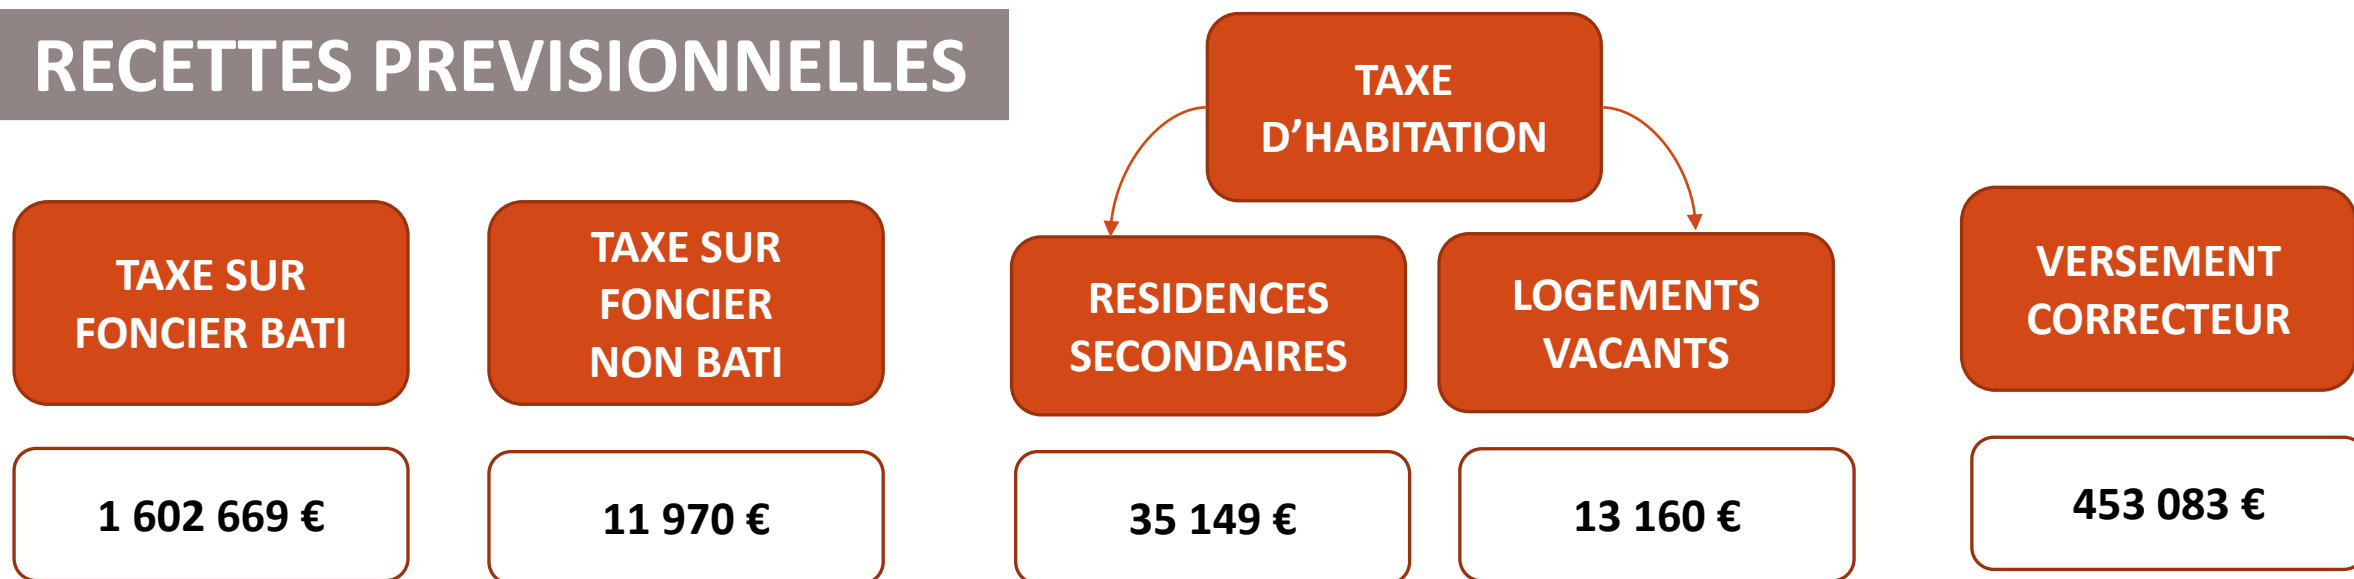 RECETTES PREVISIONNELLES
TAXE
D’HABITATION
TAXE SUR
FONCIER BATI
TAXE SUR
FONCIER
NON BATI
RESIDENCES
SECONDAIRES
LOGEMENTS
VACANTS
VERSEMENT
CORRECTEUR
1 602 669 €
11 970 €
35 149 €
13 160 €
453 083 €